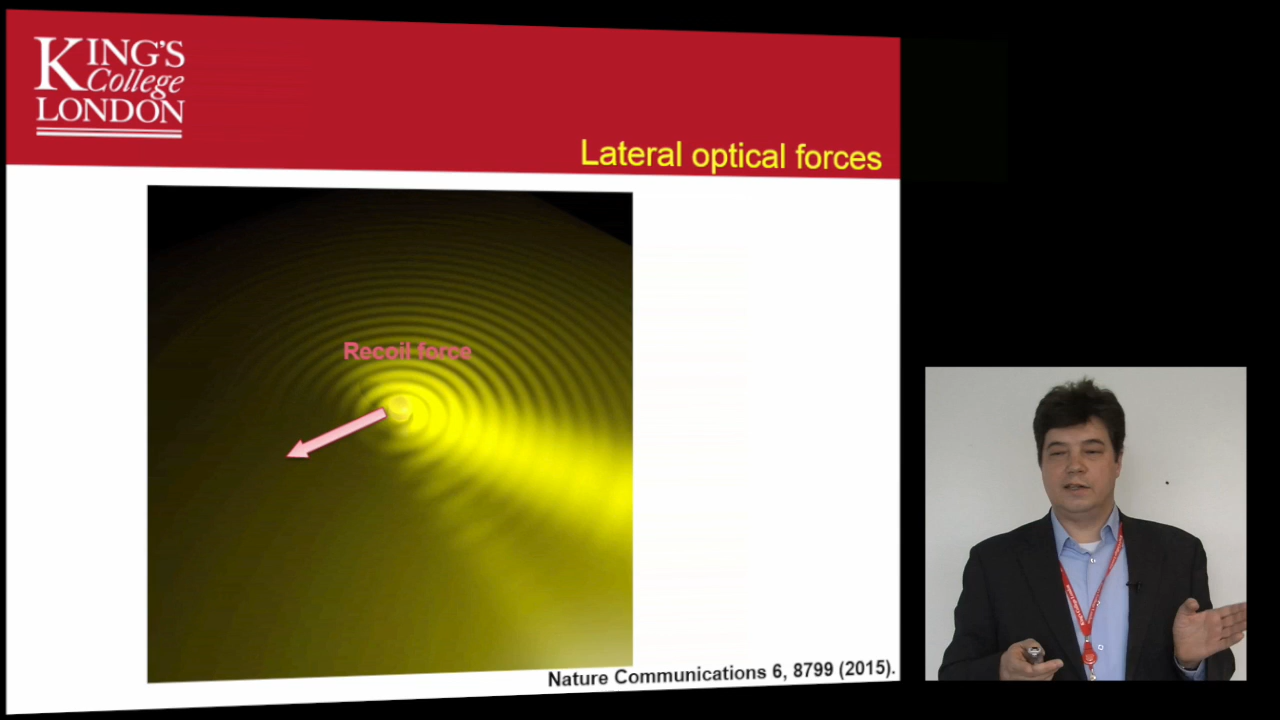 KING'S
College
LONDON
Lateral optical forces
Recoil force
Nature Communications 6, 8799 (2015).